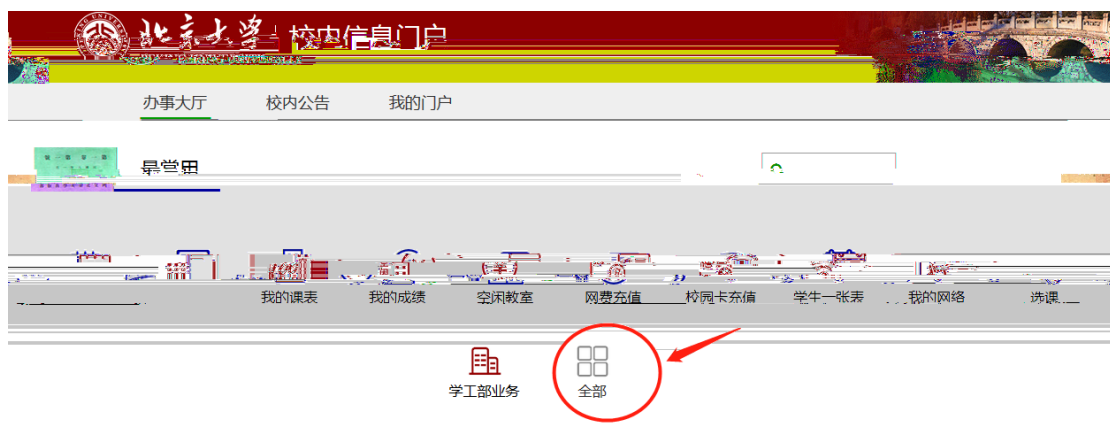 北京大学 校内信息门户
办事大厅 校内公告 我的门户
最常用
我的课表 我的成绩 空闲教室 网费充值 校园卡充值 学生一张表 我的网络 选课
学工部业务 全部